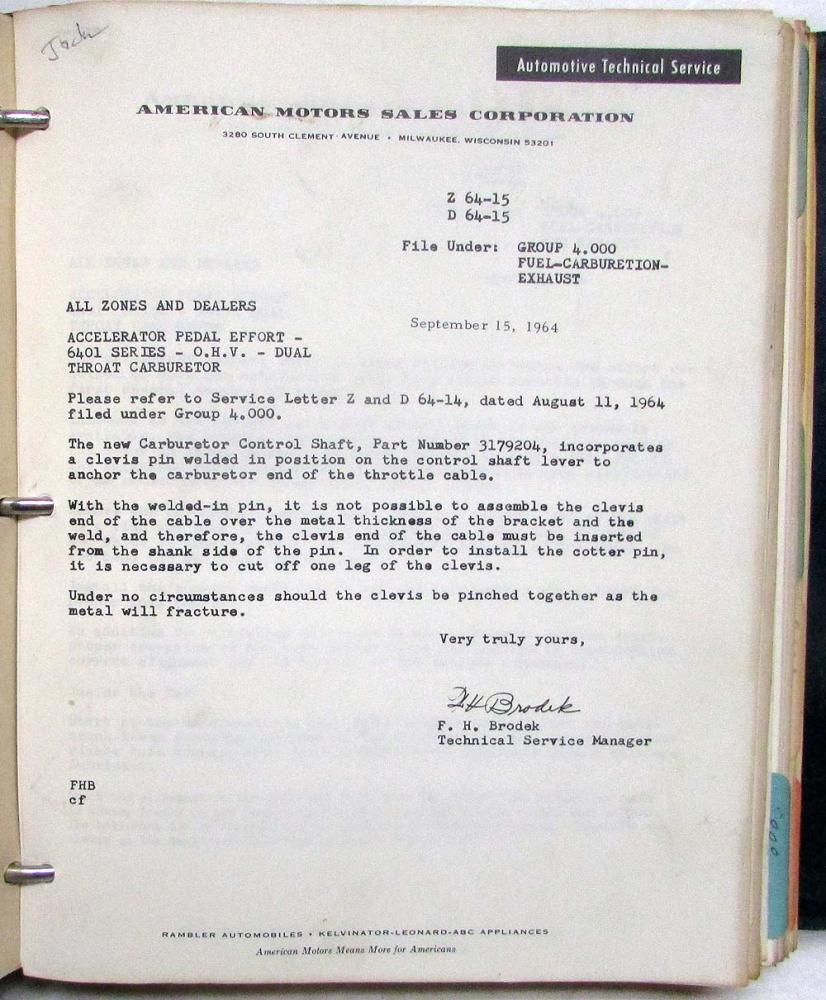 Automotive Technical Service
AMERICAN MOTORS SALES CORPORATION
3280 SOUTH CLEMENT AVENUE • MILWAUKEE, WISCONSIN 53201
Z 64-15
D 64-15
File Under: GROUP 4.000
FUEL-CARBURETION-
EXHAUST
ALL ZONES AND DEALERS
September 15, 1964
ACCELERATOR PEDAL EFFORT -
6401 SERIES - O.H.V. - DUAL
THROAT CARBURETOR
Please refer to Service Letter Z and D 64-14, dated August 11, 1964
filed under Group 4.000.
The new Carburetor Control Shaft, Part Number 3179204, incorporates
a clevis pin welded in position on the control shaft lever to
anchor the carburetor end of the throttle cable.
With the welded-in pin, it is not possible to assemble the clevis
end of the cable over the metal thickness of the bracket and the
weld, and therefore, the clevis end of the cable must be inserted
from the shank side of the pin. In order to install the cotter pin,
it is necessary to cut off one leg of the clevis.
Under no circumstances should the clevis be pinched together as the
metal will fracture.
Very truly yours,
FH Brodek
F. H. Brodek
Technical Service Manager
FHB
cf
RAMBLER AUTOMOBILES • KELVINATOR-LEONARD-ABC APPLIANCES
American Motors Means More for Americans